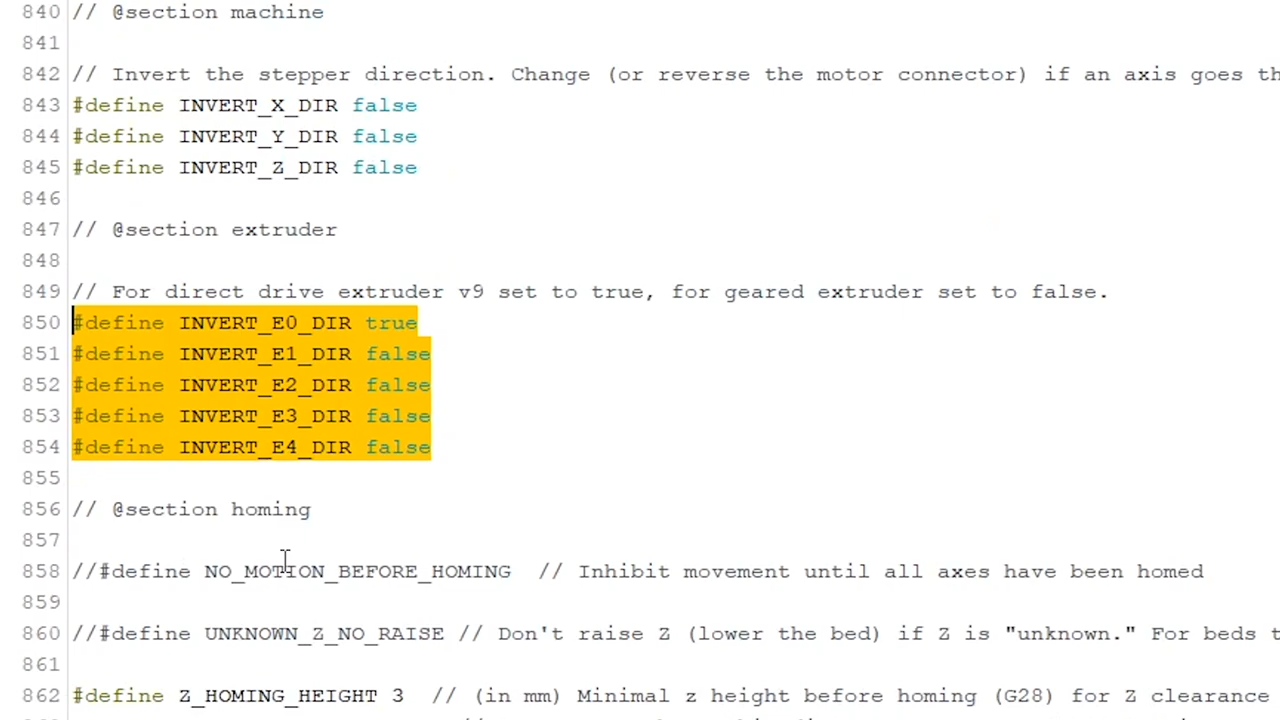 840 // @section machine
841
842 // Invert the stepper direction. Change (or reverse the motor connector) if an axis goes th
843 #define INVERT_X_DIR false
844 #define INVERT_Y_DIR false
845 #define INVERT_Z_DIR false
846
847 // @section extruder
848
849 // For direct drive extruder v9 set to true, for geared extruder set to false.
850 #define INVERT_E0_DIR true
851 #define INVERT_E1_DIR false
852 #define INVERT_E2_DIR false
853 #define INVERT_E3_DIR false
854 #define INVERT_E4_DIR false
855
856 // @section homing
857
858 //#define NO_MOTION_BEFORE_HOMING // Inhibit movement until all axes have been homed
859
860 //#define UNKNOWN_Z_NO_RAISE // Don't raise Z (lower the bed) if Z is "unknown." For beds t
861
862 #define Z_HOMING_HEIGHT 3 // (in mm) Minimal z height before homing (G28) for Z clearance